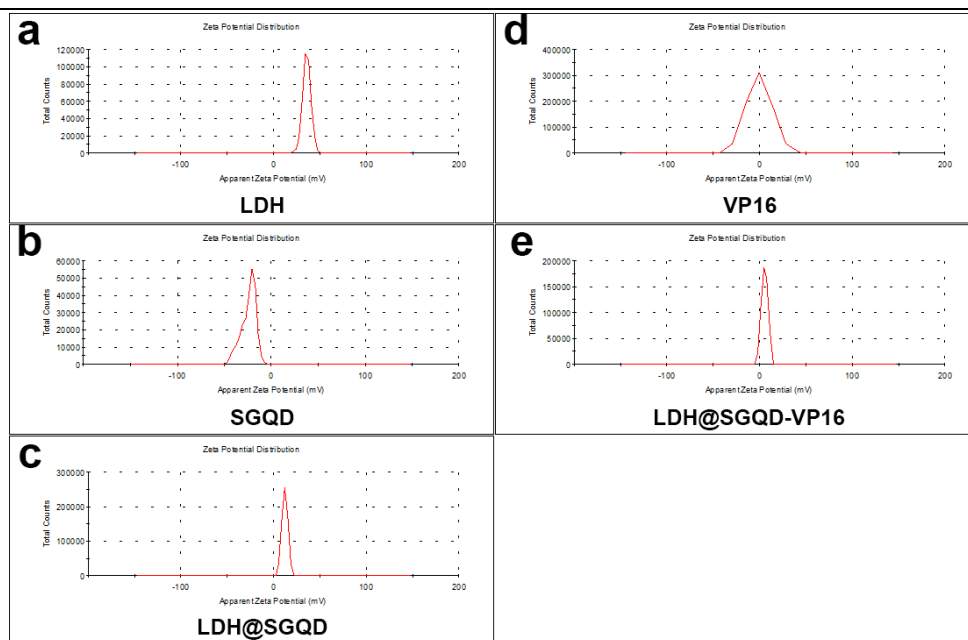 a
Zeta Potential Distribution
Total Counts
120000
100000
80000
60000
40000
20000
0
-100 0 100 200
Apparent Zeta Potential (mV)
LDH
b
Zeta Potential Distribution
Total Counts
60000
50000
40000
30000
20000
10000
0
-100 0 100 200
Apparent Zeta Potential (mV)
SGQD
c
Zeta Potential Distribution
Total Counts
300000
200000
100000
0
-100 0 100 200
Apparent Zeta Potential (mV)
LDH@SGQD
d
Zeta Potential Distribution
Total Counts
400000
300000
200000
100000
0
-100 0 100 200
Apparent Zeta Potential (mV)
VP16
e
Zeta Potential Distribution
Total Counts
200000
150000
100000
50000
0
-100 0 100 200
Apparent Zeta Potential (mV)
LDH@SGQD-VP16